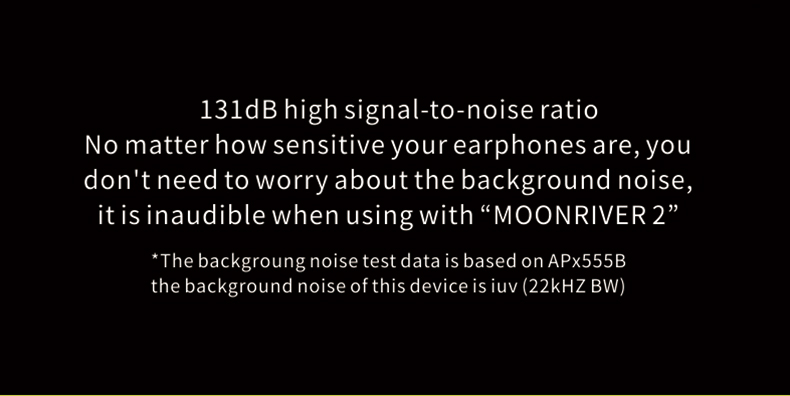 131dB high signal-to-noise ratio
No matter how sensitive your earphones are, you
don't need to worry about the background noise,
it is inaudible when using with “MOONRIVER 2”
*The backgroung noise test data is based on APx555B
the background noise of this device is iuv (22kHZ BW)